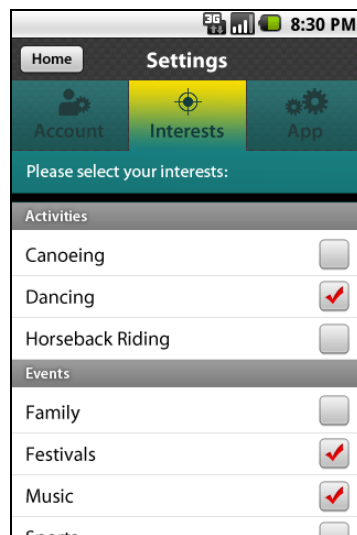 3G 8:30 PM
Home Settings
Account Interests App
Please select your interests:
Activities
Canoeing
Dancing
Horseback Riding
Events
Family
Festivals
Music
Sports